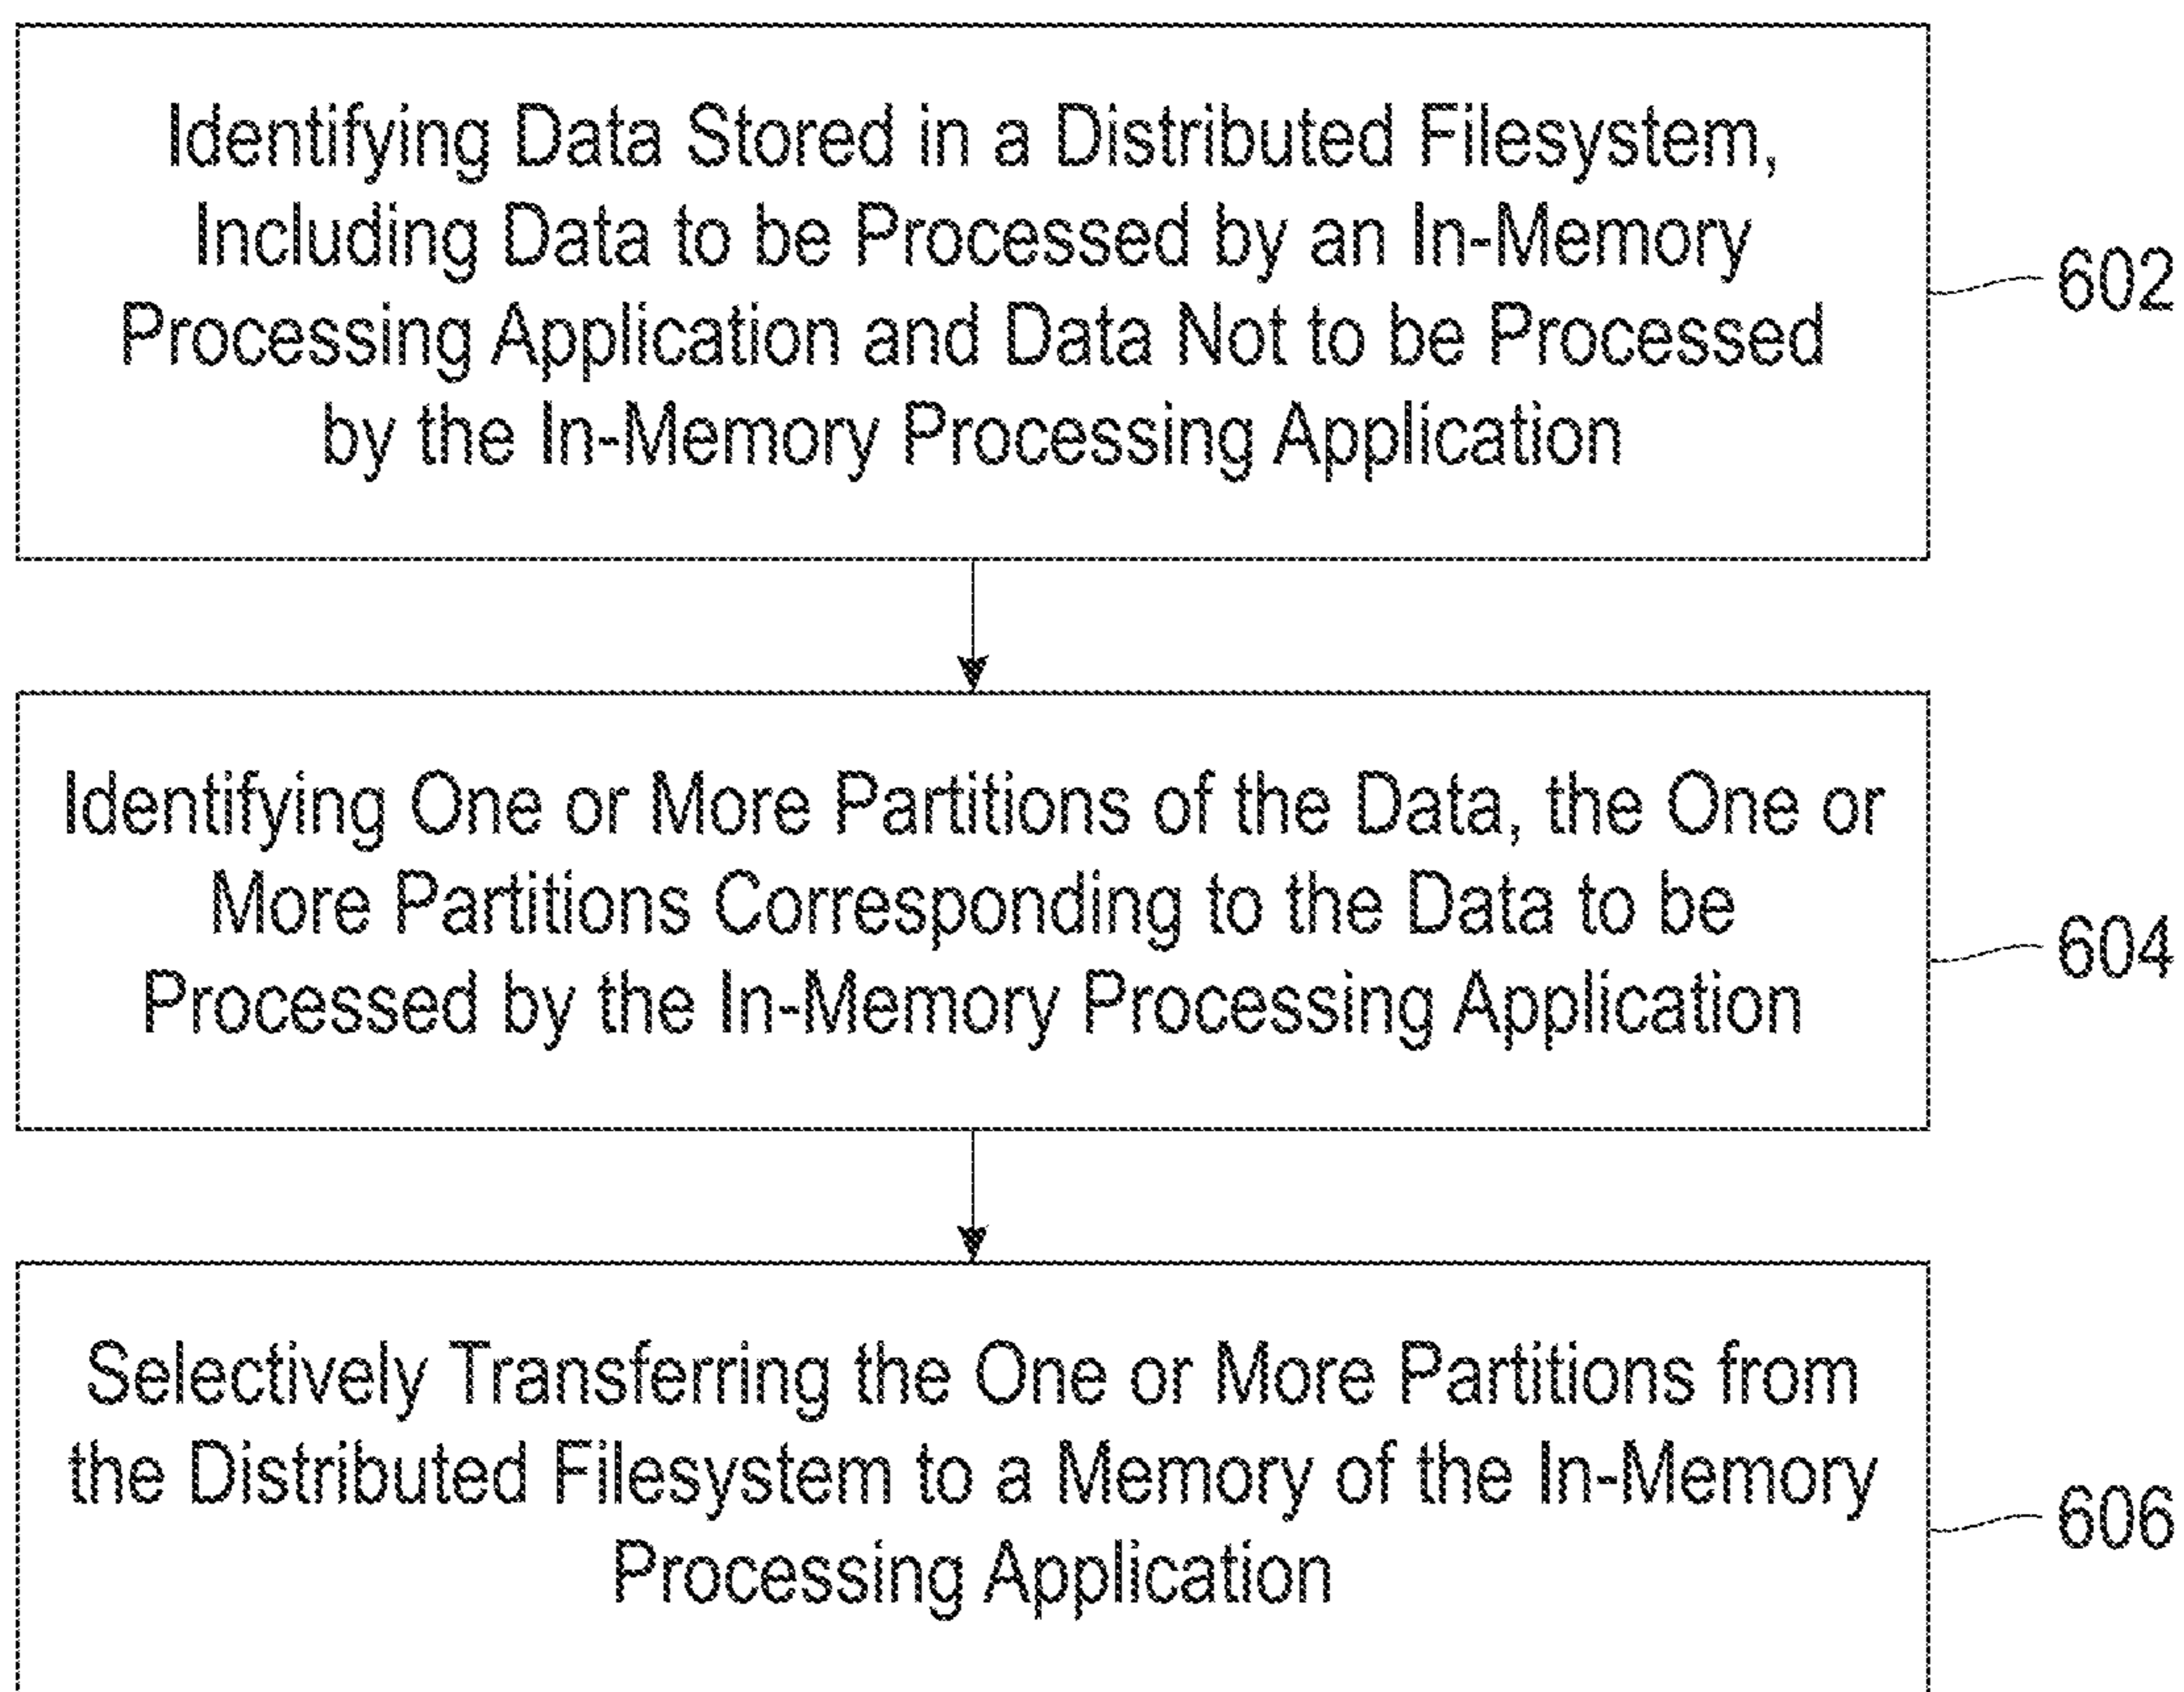 Identifying Data Stored in a Distributed Filesystem,
Including Data to be Processed by an In-Memory
Processing Application and Data Not to be Processed
by the In-Memory Processing Application
602
Identifying One or More Partitions of the Data, the One or
More Partitions Corresponding to the Data to be
Processed by the In-Memory Processing Application
604
Selectively Transferring the One or More Partitions from
the Distributed Filesystem to a Memory of the In-Memory
Processing Application
606